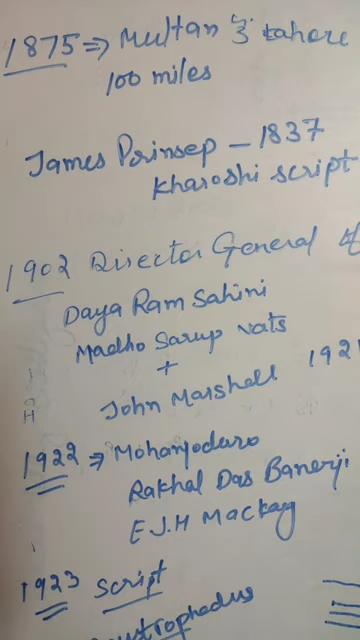 1875 ⇒ Multan & Lahore
100 miles
James Prinsep – 1837
Kharoshi script
1902 Director General of
Daya Ram Sahini
Madho Sarup vats
+
John Marshall 192
1922 ⇒ Mohanjodaro
Rakhal Das Banerji
E J.H Mackay
1923 script